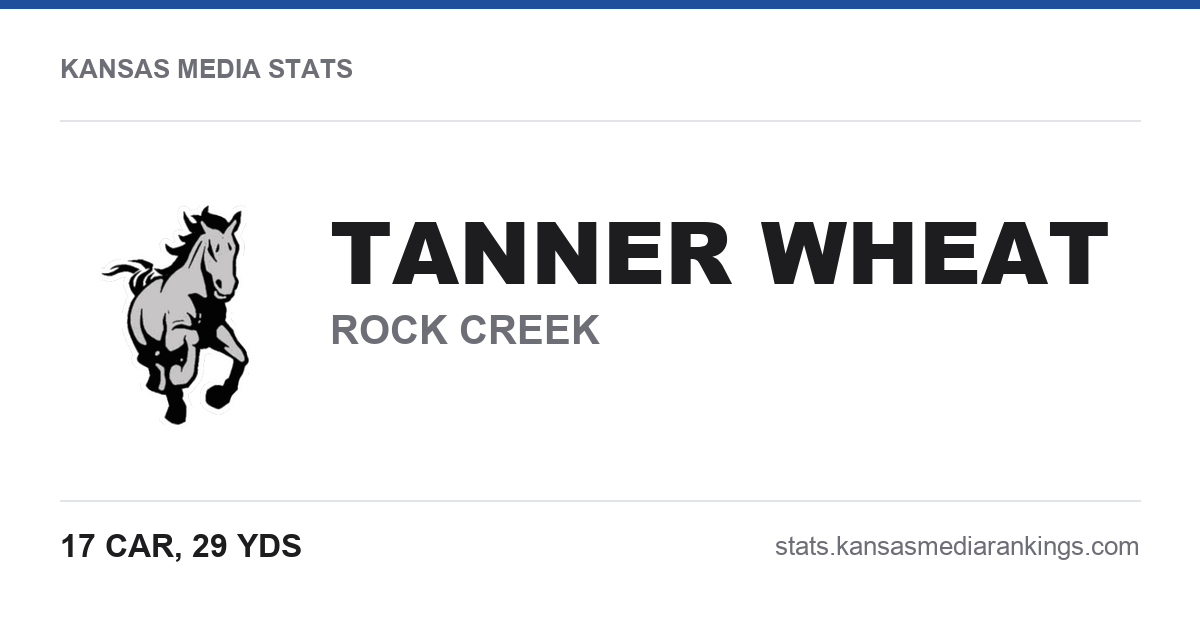 KANSAS MEDIA STATS
TANNER WHEAT
ROCK CREEK
17 CAR, 29 YDS
stats.kansasmediarankings.com